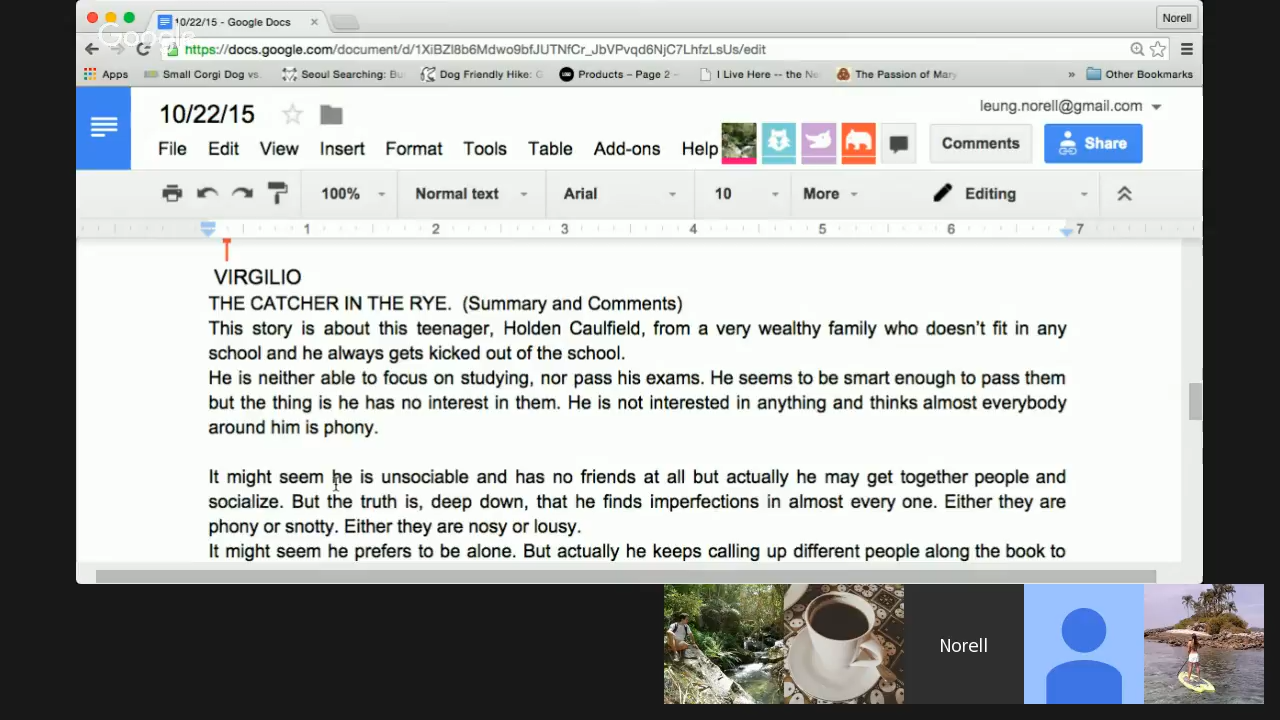 10/22/15 - Google Docs
Norell
Google
https://docs.google.com/document/d/1XiBZl8b6Mdwo9bfJUTNfCr_JbVPvqd6NjC7LhfzLsUs/edit
Apps Small Corgi Dog vs. Seoul Searching: Bu Dog Friendly Hike: G Products – Page 2 – I Live Here -- the Ne The Passion of Mary » Other Bookmarks
10/22/15
leung.norell@gmail.com
File Edit View Insert Format Tools Table Add-ons Help Comments Share
100% Normal text Arial 10 More Editing
1 2 3 4 5 6 7
VIRGILIO
THE CATCHER IN THE RYE. (Summary and Comments)
This story is about this teenager, Holden Caulfield, from a very wealthy family who doesn't fit in any
school and he always gets kicked out of the school.
He is neither able to focus on studying, nor pass his exams. He seems to be smart enough to pass them
but the thing is he has no interest in them. He is not interested in anything and thinks almost everybody
around him is phony.
It might seem he is unsociable and has no friends at all but actually he may get together people and
socialize. But the truth is, deep down, that he finds imperfections in almost every one. Either they are
phony or snotty. Either they are nosy or lousy.
It might seem he prefers to be alone. But actually he keeps calling up different people along the book to
Norell